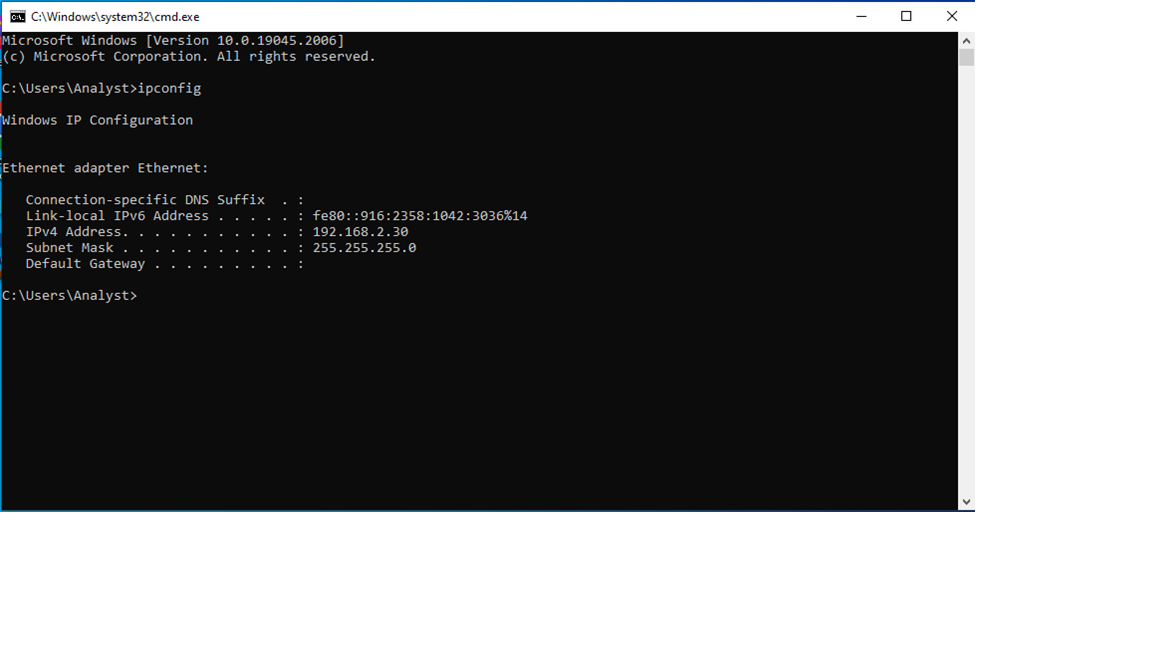 C:\Windows\system32\cmd.exe
Microsoft Windows [Version 10.0.19045.2006]
(c) Microsoft Corporation. All rights reserved.
C:\Users\Analyst>ipconfig
Windows IP Configuration
Ethernet adapter Ethernet:
   Connection-specific DNS Suffix  . :
   Link-local IPv6 Address . . . . . : fe80::916:2358:1042:3036%14
   IPv4 Address. . . . . . . . . . . : 192.168.2.30
   Subnet Mask . . . . . . . . . . . : 255.255.255.0
   Default Gateway . . . . . . . . . :
C:\Users\Analyst>